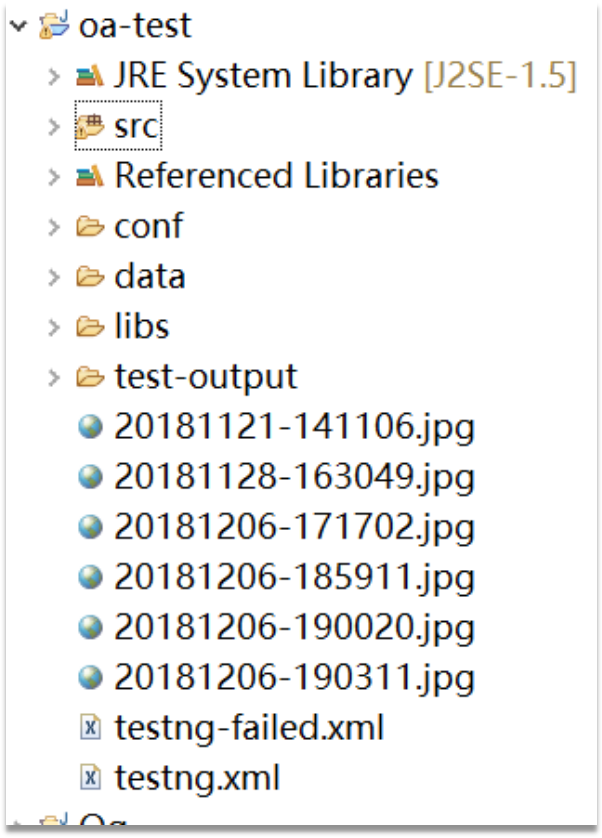 oa-test
JRE System Library [J2SE-1.5]
src
Referenced Libraries
conf
data
libs
test-output
20181121-141106.jpg
20181128-163049.jpg
20181206-171702.jpg
20181206-185911.jpg
20181206-190020.jpg
20181206-190311.jpg
testng-failed.xml
testng.xml